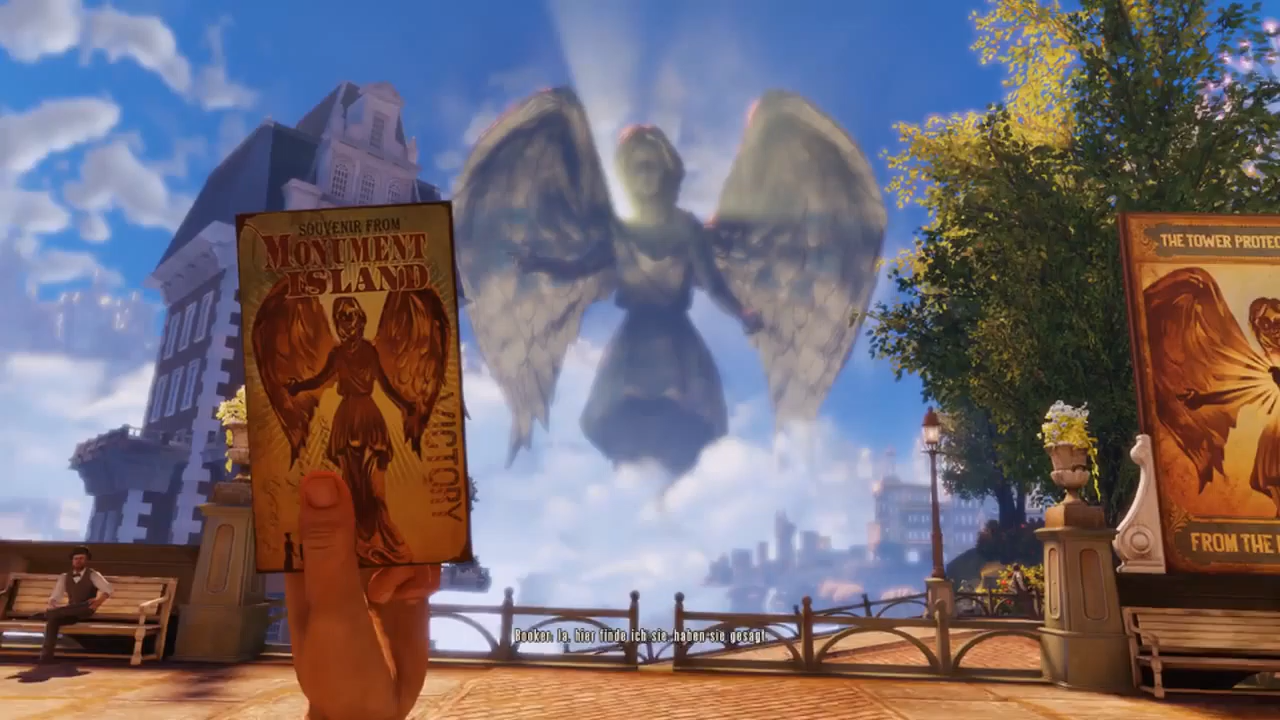 SOUVENIR FROM
MONUMENT
ISLAND
VICTORY
THE TOWER PROTEC
FROM THE
Booker: Ja, hier finde ich sie, haben sie gesagt